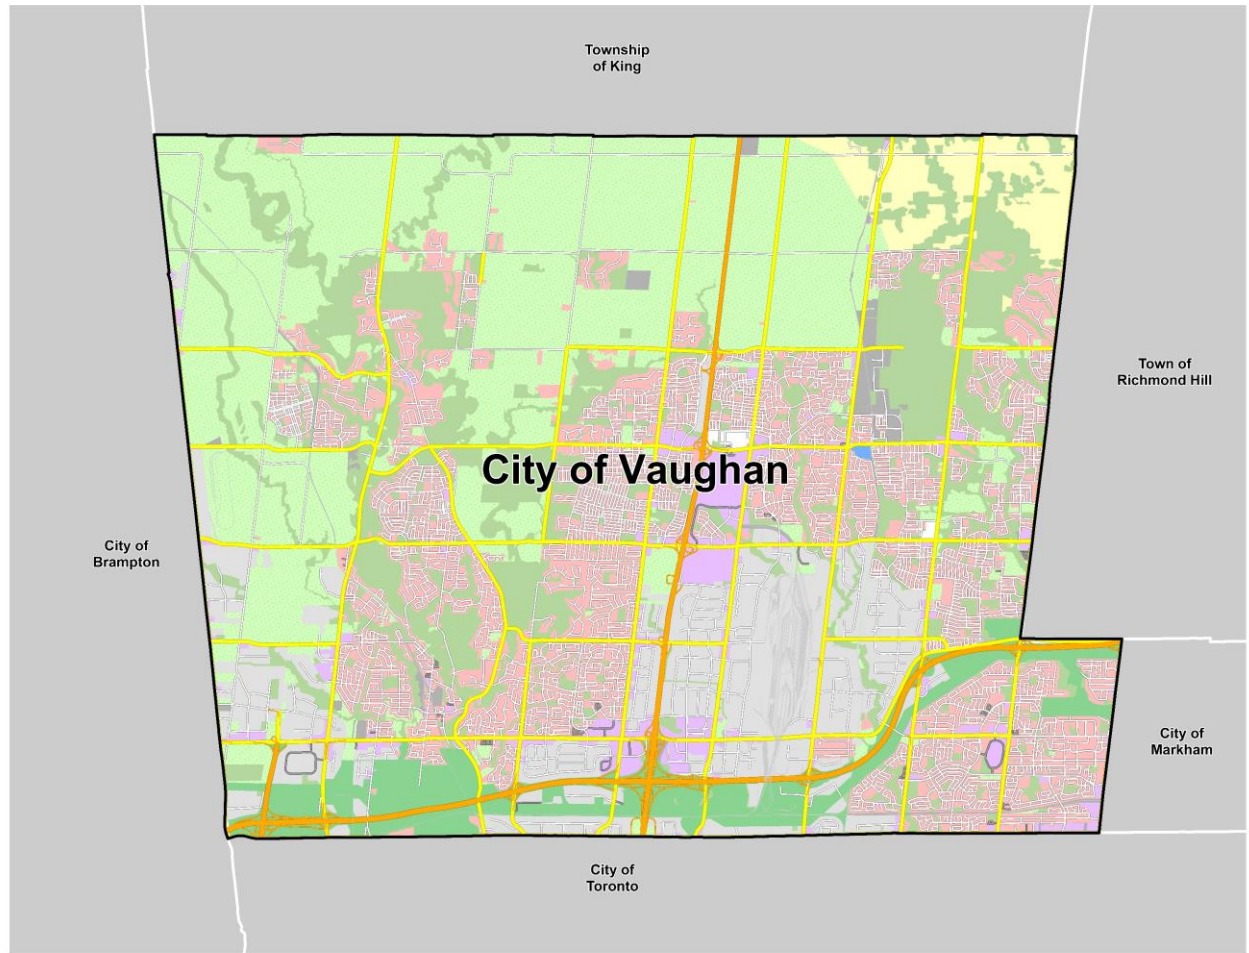 Township
of King
Town of
Richmond Hill
City of Vaughan
City of
Brampton
City of
Markham
City of
Toronto